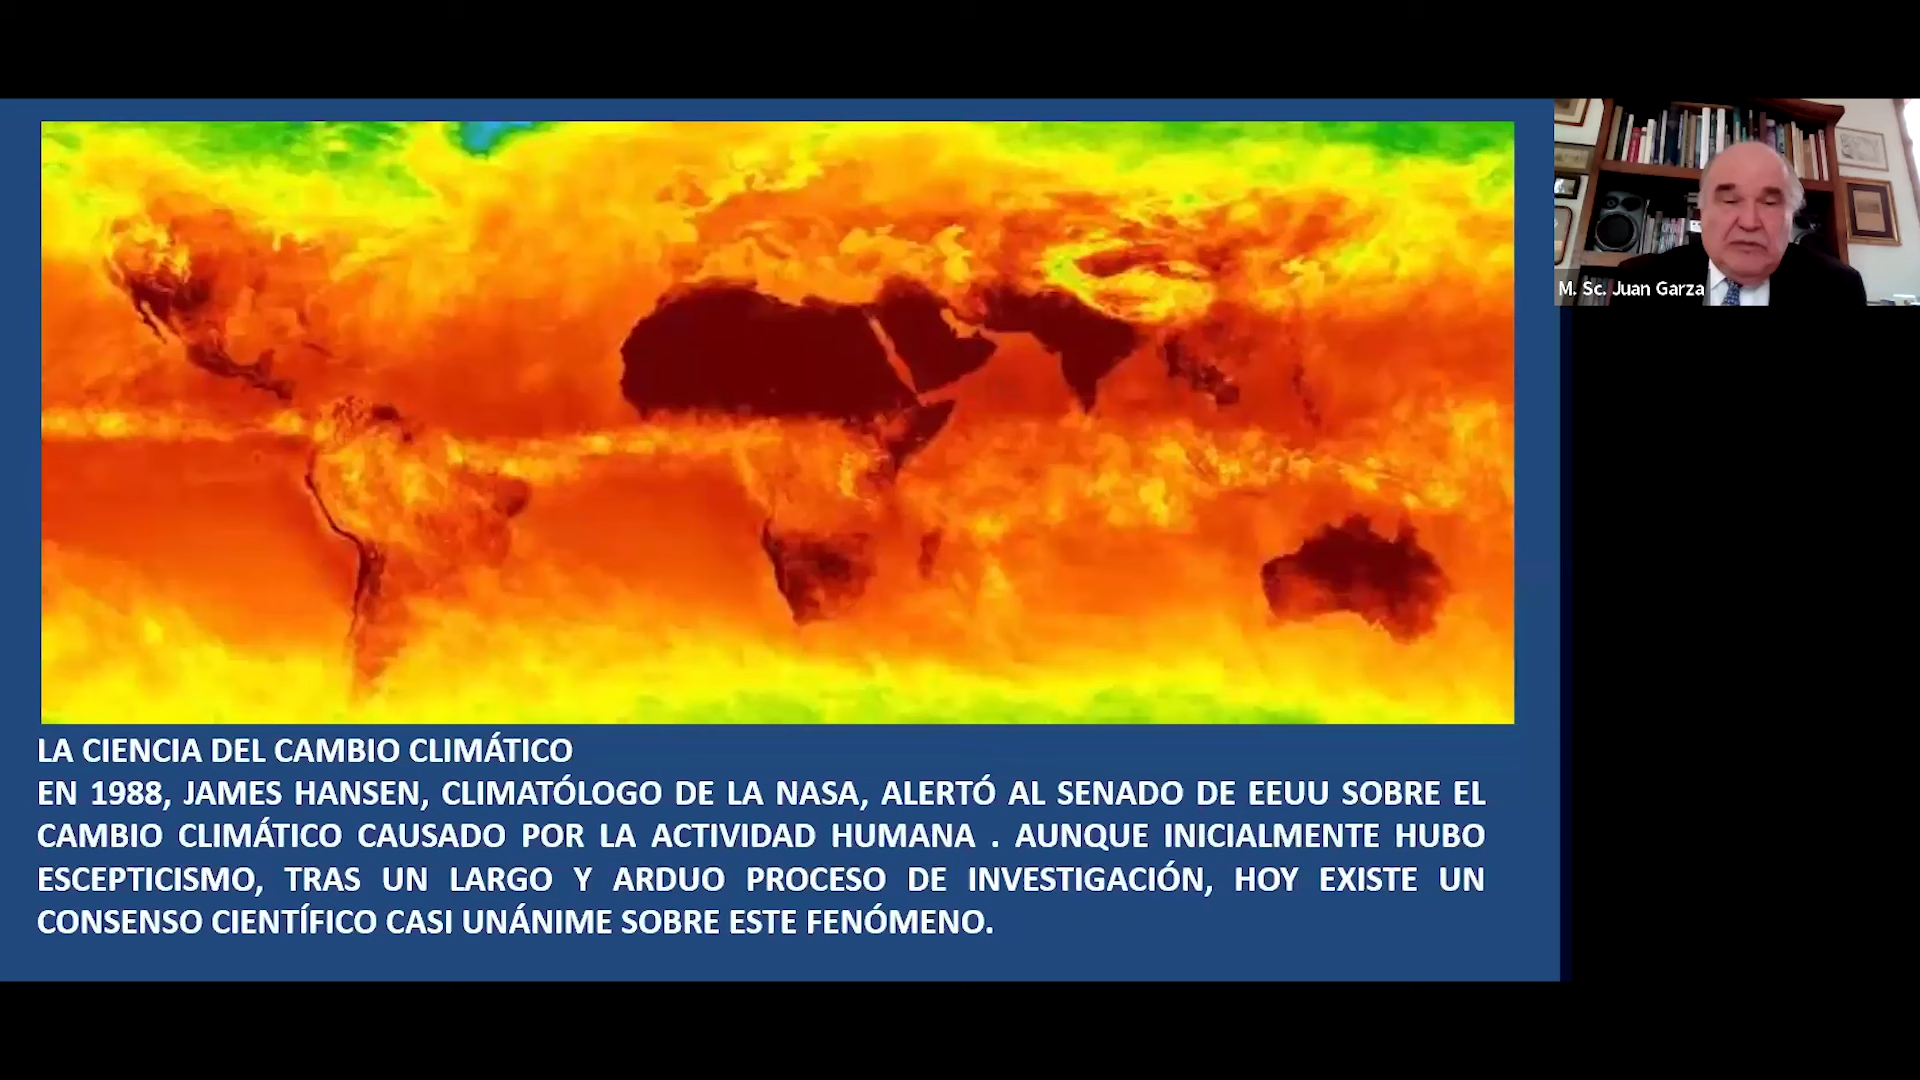 LA CIENCIA DEL CAMBIO CLIMÁTICO
EN 1988, JAMES HANSEN, CLIMATÓLOGO DE LA NASA, ALERTÓ AL SENADO DE EEUU SOBRE EL
CAMBIO CLIMÁTICO CAUSADO POR LA ACTIVIDAD HUMANA . AUNQUE INICIALMENTE HUBO
ESCEPTICISMO, TRAS UN LARGO Y ARDUO PROCESO DE INVESTIGACIÓN, HOY EXISTE UN
CONSENSO CIENTÍFICO CASI UNÁNIME SOBRE ESTE FENÓMENO.
M. Sc. Juan Garza